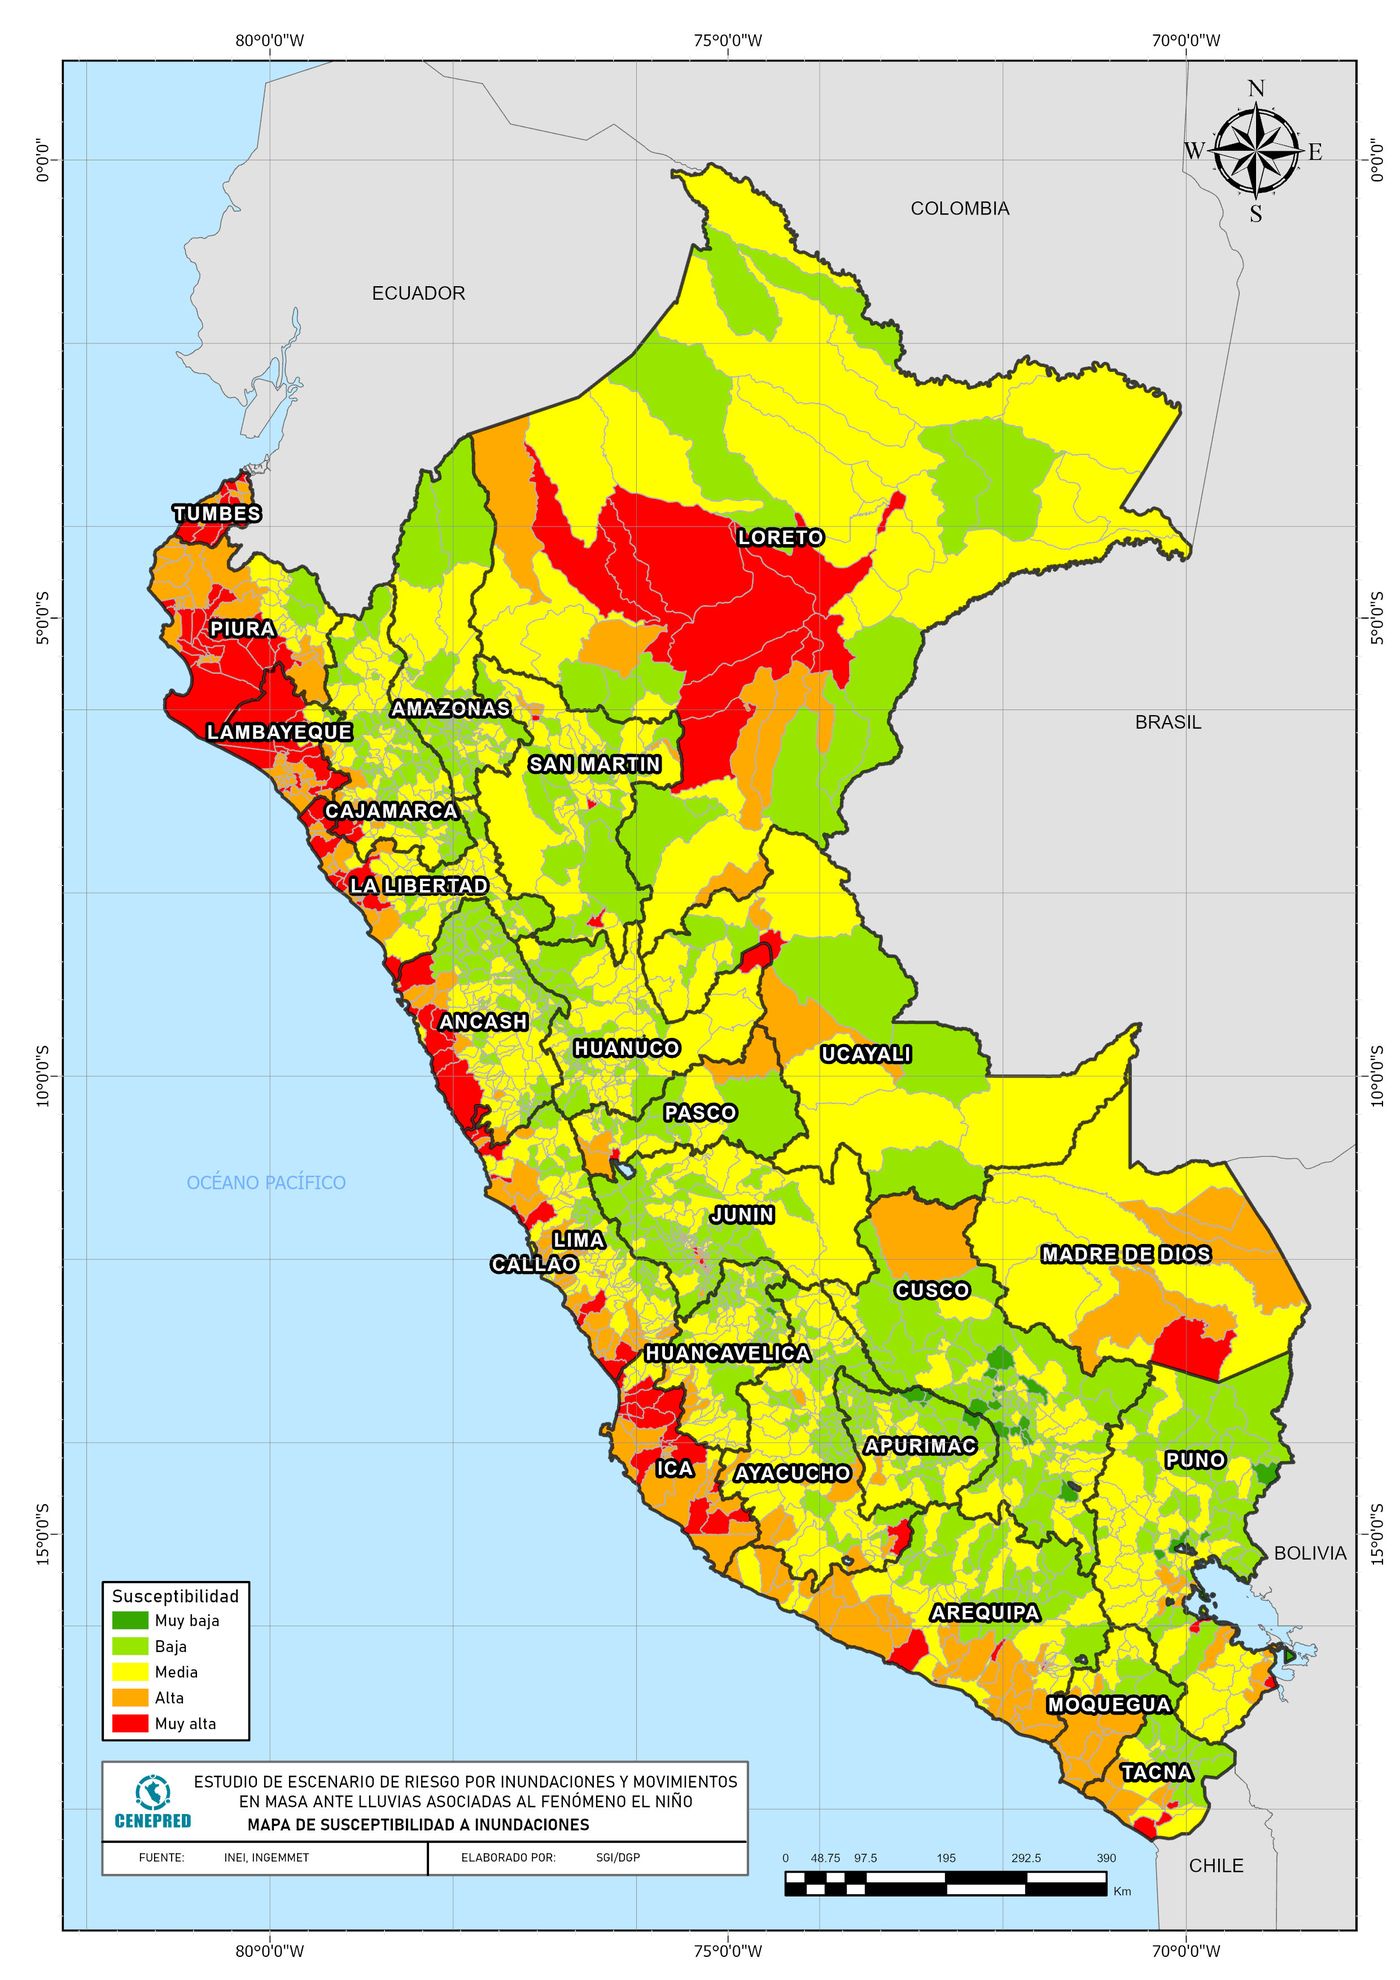 80°0'0"W
75°0'0"W
70°0'0"W
0°0'0"
5°0'0"S
10°0'0"S
15°0'0"S
0°0'0"
5°0'0"S
10°0'0"S
15°0'0"S
N
W
E
S
COLOMBIA
ECUADOR
TUMBES
LORETO
PIURA
AMAZONAS
BRASIL
LAMBAYEQUE
SAN MARTIN
CAJAMARCA
LA LIBERTAD
ANCASH
HUANUCO
UCAYALI
PASCO
OCÉANO PACÍFICO
JUNIN
LIMA
MADRE DE DIOS
CALLAO
CUSCO
HUANCAVELICA
APURIMAC
PUNO
ICA
AYACUCHO
BOLIVIA
AREQUIPA
MOQUEGUA
TACNA
CHILE
Susceptibilidad
Muy baja
Baja
Media
Alta
Muy alta
CENEPRED
ESTUDIO DE ESCENARIO DE RIESGO POR INUNDACIONES Y MOVIMIENTOS
EN MASA ANTE LLUVIAS ASOCIADAS AL FENÓMENO EL NIÑO
MAPA DE SUSCEPTIBILIDAD A INUNDACIONES
FUENTE: INEI, INGEMMET
ELABORADO POR: SGI/DGP
0 48.75 97.5 195 292.5 390
Km
80°0'0"W
75°0'0"W
70°0'0"W